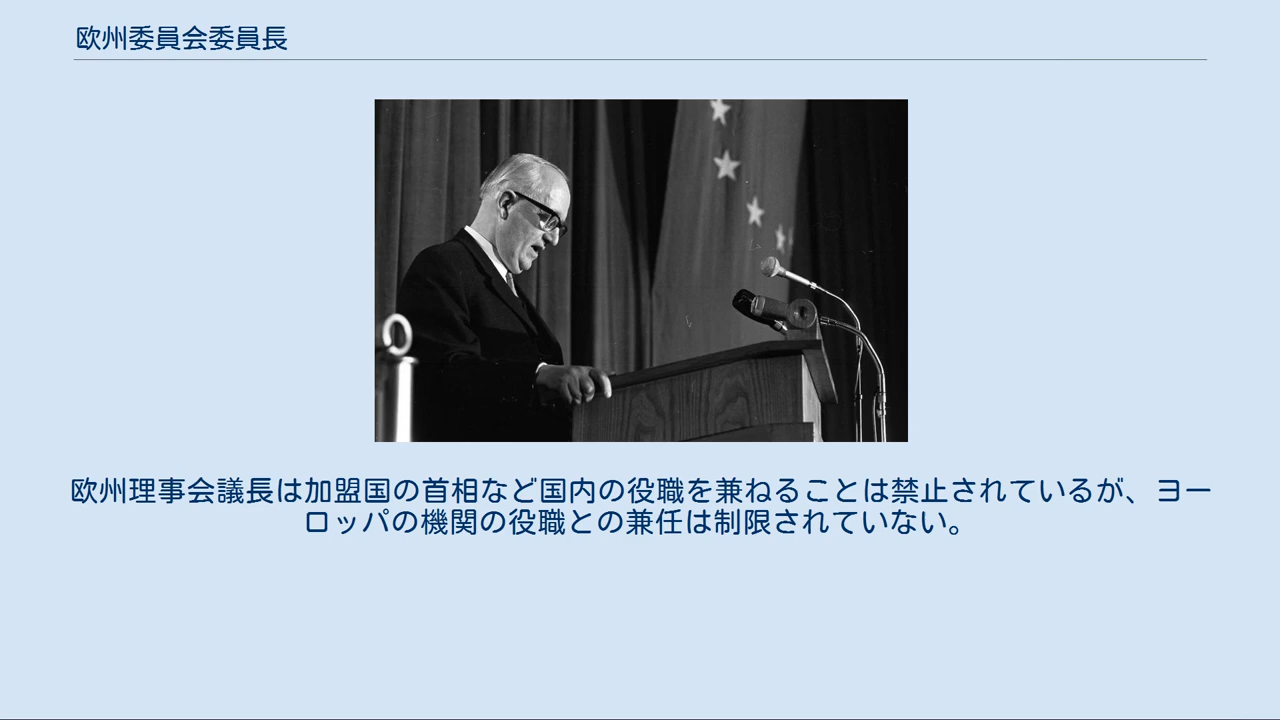 欧州委員会委員長
欧州理事会議長は加盟国の首相など国内の役職を兼ねることは禁止されているが、ヨー
ロッパの機関の役職との兼任は制限されていない。